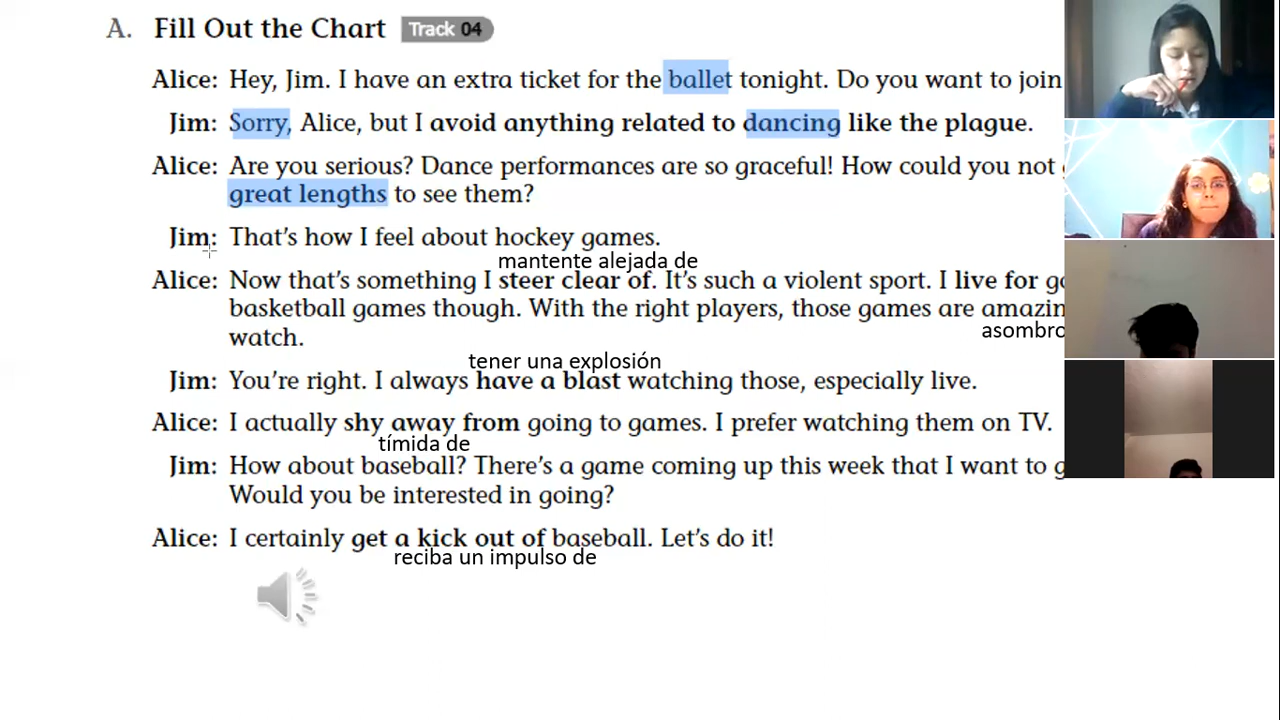 A. Fill Out the Chart Track 04
Alice: Hey, Jim. I have an extra ticket for the ballet tonight. Do you want to join
Jim: Sorry, Alice, but I avoid anything related to dancing like the plague.
Alice: Are you serious? Dance performances are so graceful! How could you not
great lengths to see them?
Jim: That's how I feel about hockey games.
mantente alejada de
Alice: Now that's something I steer clear of. It's such a violent sport. I live for
basketball games though. With the right players, those games are
asombro
watch.
tener una explosión
Jim: You're right. I always have a blast watching those, especially live.
Alice: I actually shy away from going to games. I prefer watching them on TV.
tímida de
Jim: How about baseball? There's a game coming up this week that I want to
Would you be interested in going?
Alice: I certainly get a kick out of baseball. Let's do it!
reciba un impulso de